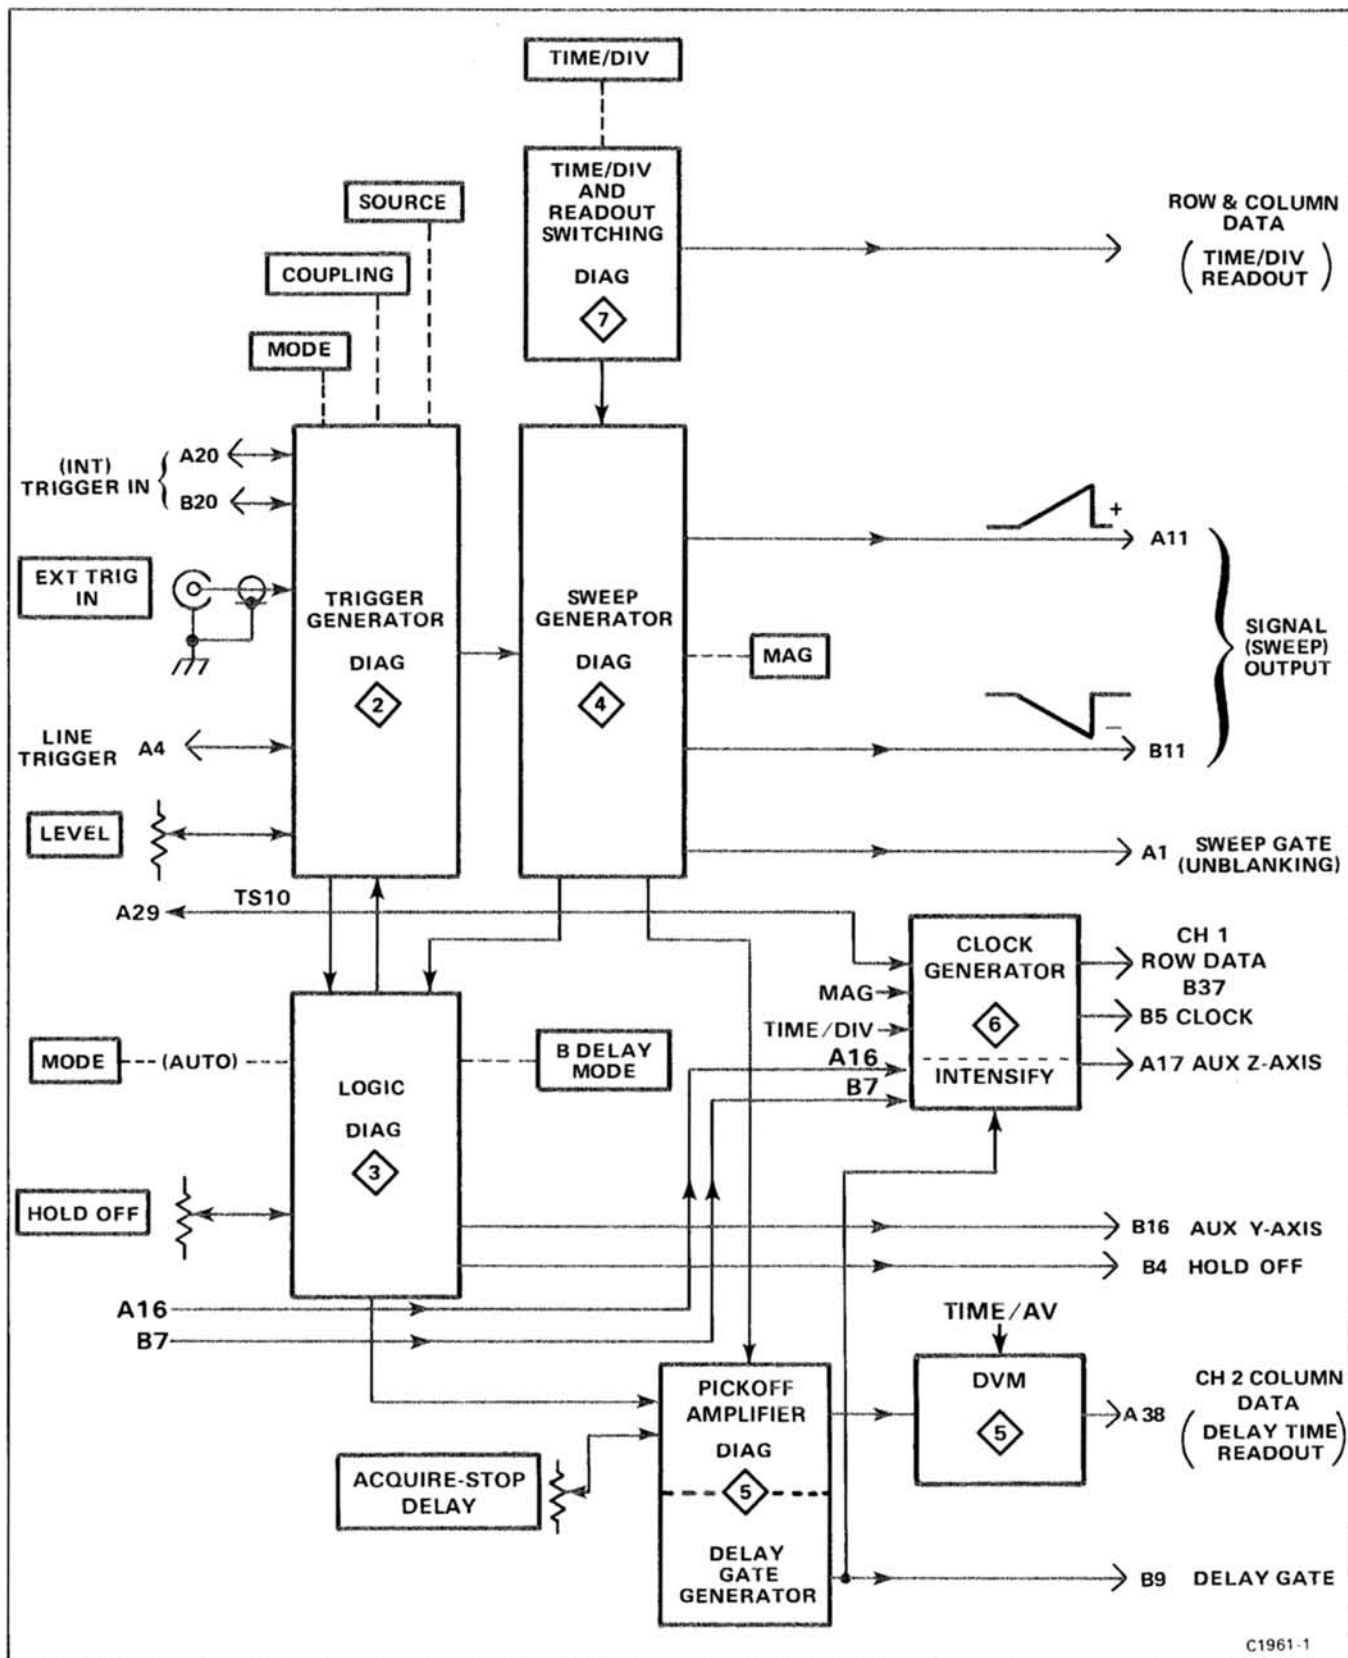 TIME/DIV
TIME/DIV
AND
READOUT
SWITCHING
DIAG
7
ROW & COLUMN
DATA
(TIME/DIV
READOUT)
SOURCE
COUPLING
MODE
(INT)
TRIGGER IN
A20
B20
EXT TRIG
IN
LINE
TRIGGER
A4
LEVEL
TRIGGER
GENERATOR
DIAG
2
SWEEP
GENERATOR
DIAG
4
MAG
+
A11
–
B11
SIGNAL
(SWEEP)
OUTPUT
A1
SWEEP GATE
(UNBLANKING)
A29
TS10
CLOCK
GENERATOR
6
INTENSIFY
MAG
TIME/DIV
A16
B7
CH 1
ROW DATA
B37
B5 CLOCK
A17 AUX Z-AXIS
MODE
(AUTO)
LOGIC
DIAG
3
B DELAY
MODE
HOLD OFF
B16 AUX Y-AXIS
B4 HOLD OFF
A16
B7
PICKOFF
AMPLIFIER
DIAG
5
DELAY
GATE
GENERATOR
TIME/AV
DVM
5
A38
CH 2 COLUMN
DATA
(DELAY TIME
READOUT)
ACQUIRE-STOP
DELAY
B9 DELAY GATE
C1961-1